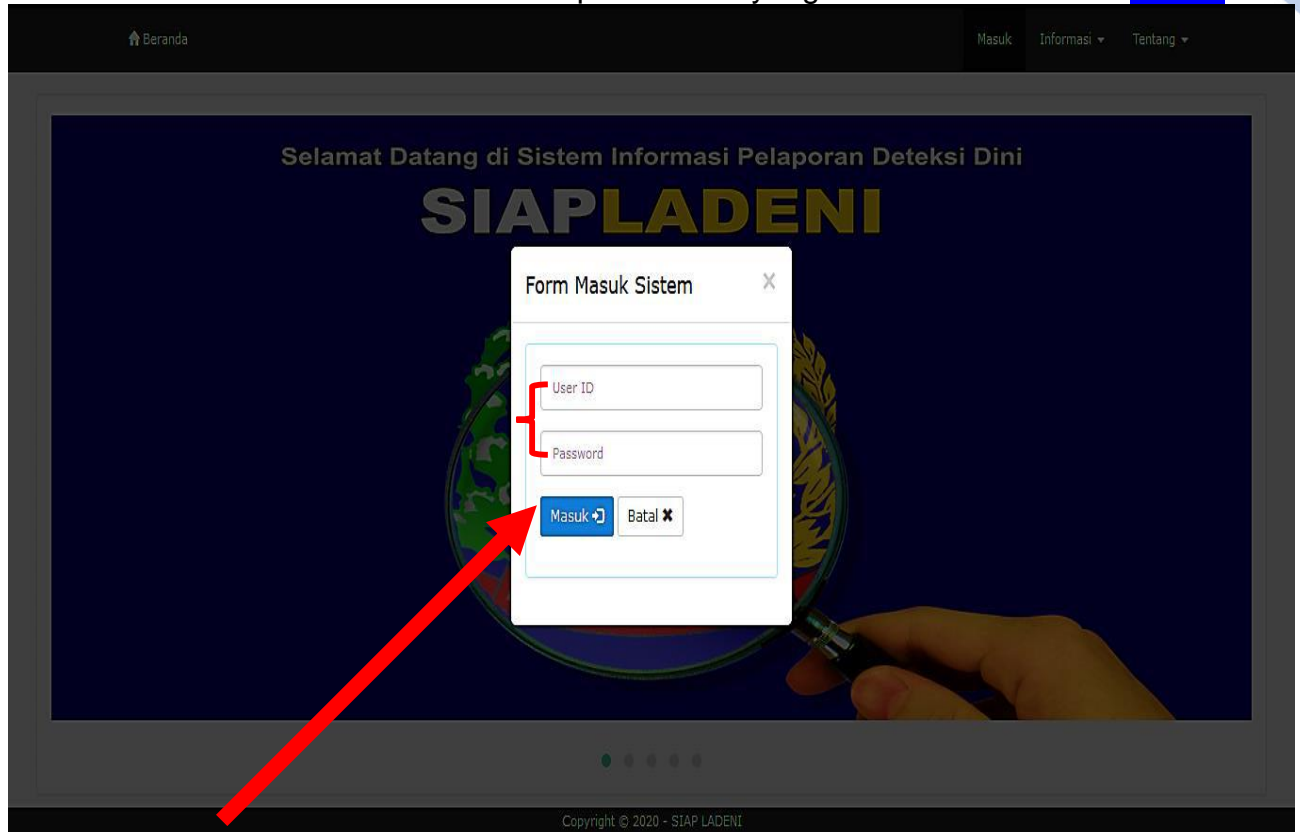 Beranda
Masuk Informasi Tentang
Selamat Datang di Sistem Informasi Pelaporan Deteksi Dini
SIAPLADENI
Form Masuk Sistem
User ID
Password
Masuk Batal
Copyright © 2020 - SIAP LADENI